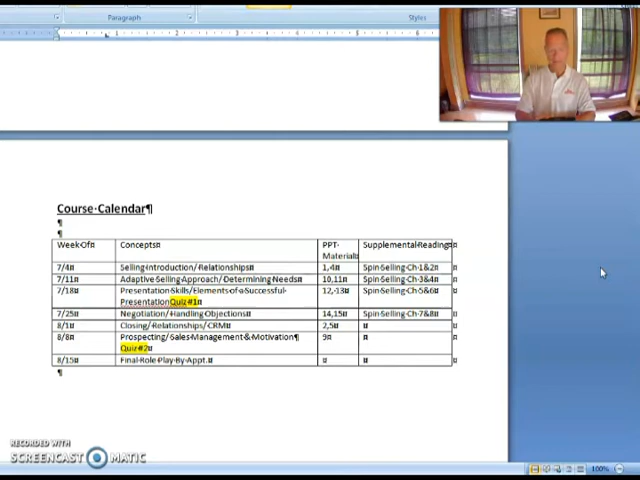 Paragraph
Styles
Course·Calendar¶
¶
¶
Week·Of¤ Concepts¤ PPT· Supplemental·Reading¤
Material¤
7/4¤ Selling·Introduction/·Relationships¤ 1,4¤ Spin·Selling·Ch·1&2¤
7/11¤ Adaptive·Selling·Approach/·Determining·Needs¤ 10,11¤ Spin·Selling·Ch·3&4¤
7/18¤ Presentation·Skills/Elements·of·a·Successful· 12,·13¤ Spin·Selling·Ch·5&6¤
Presentation Quiz·#1¤
7/25¤ Negotiation/·Handling·Objections¤ 14,15¤ Spin·Selling·Ch·7&8¤
8/1¤ Closing/·Relationships/·CRM¤ 2,5¤ ¤
8/8¤ Prospecting/·Sales·Management·&·Motivation¶ 9¤ ¤
Quiz·#2¤
8/15¤ Final·Role·Play·By·Appt.¤ ¤ ¤
¶
RECORDED WITH
SCREENCAST MATIC
100%